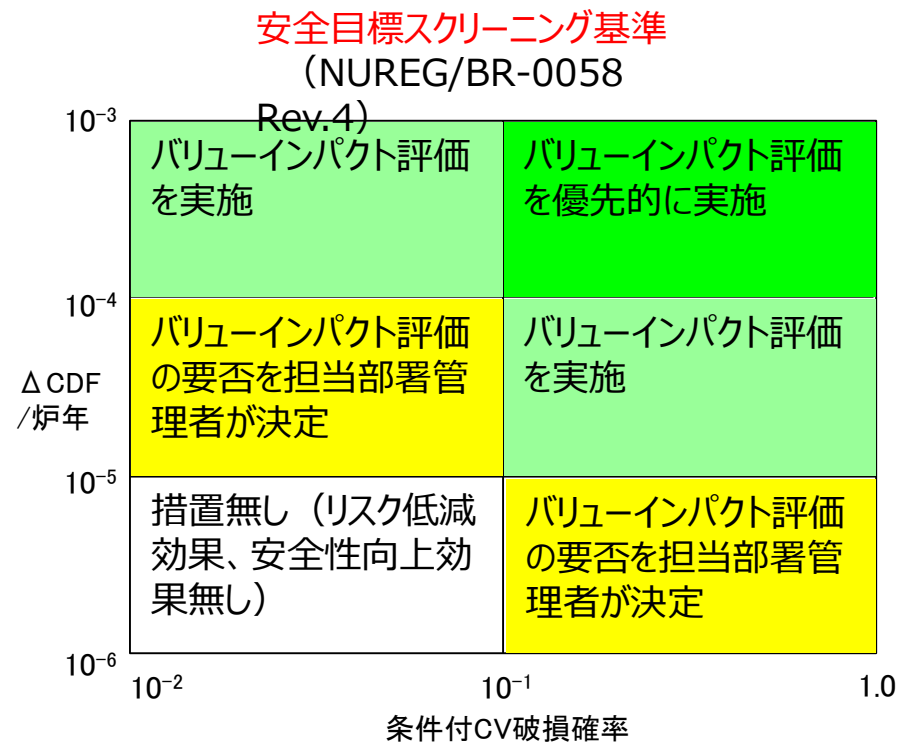 安全目標スクリーニング基準
（NUREG/BR-0058
Rev.4）
10⁻³
バリューインパクト評価
を実施
バリューインパクト評価
を優先的に実施
10⁻⁴
バリューインパクト評価
の要否を担当部署管
理者が決定
バリューインパクト評価
を実施
ΔCDF
/炉年
10⁻⁵
措置無し（リスク低減
効果、安全性向上効
果無し）
バリューインパクト評価
の要否を担当部署管
理者が決定
10⁻⁶
10⁻²
10⁻¹
1.0
条件付CV破損確率